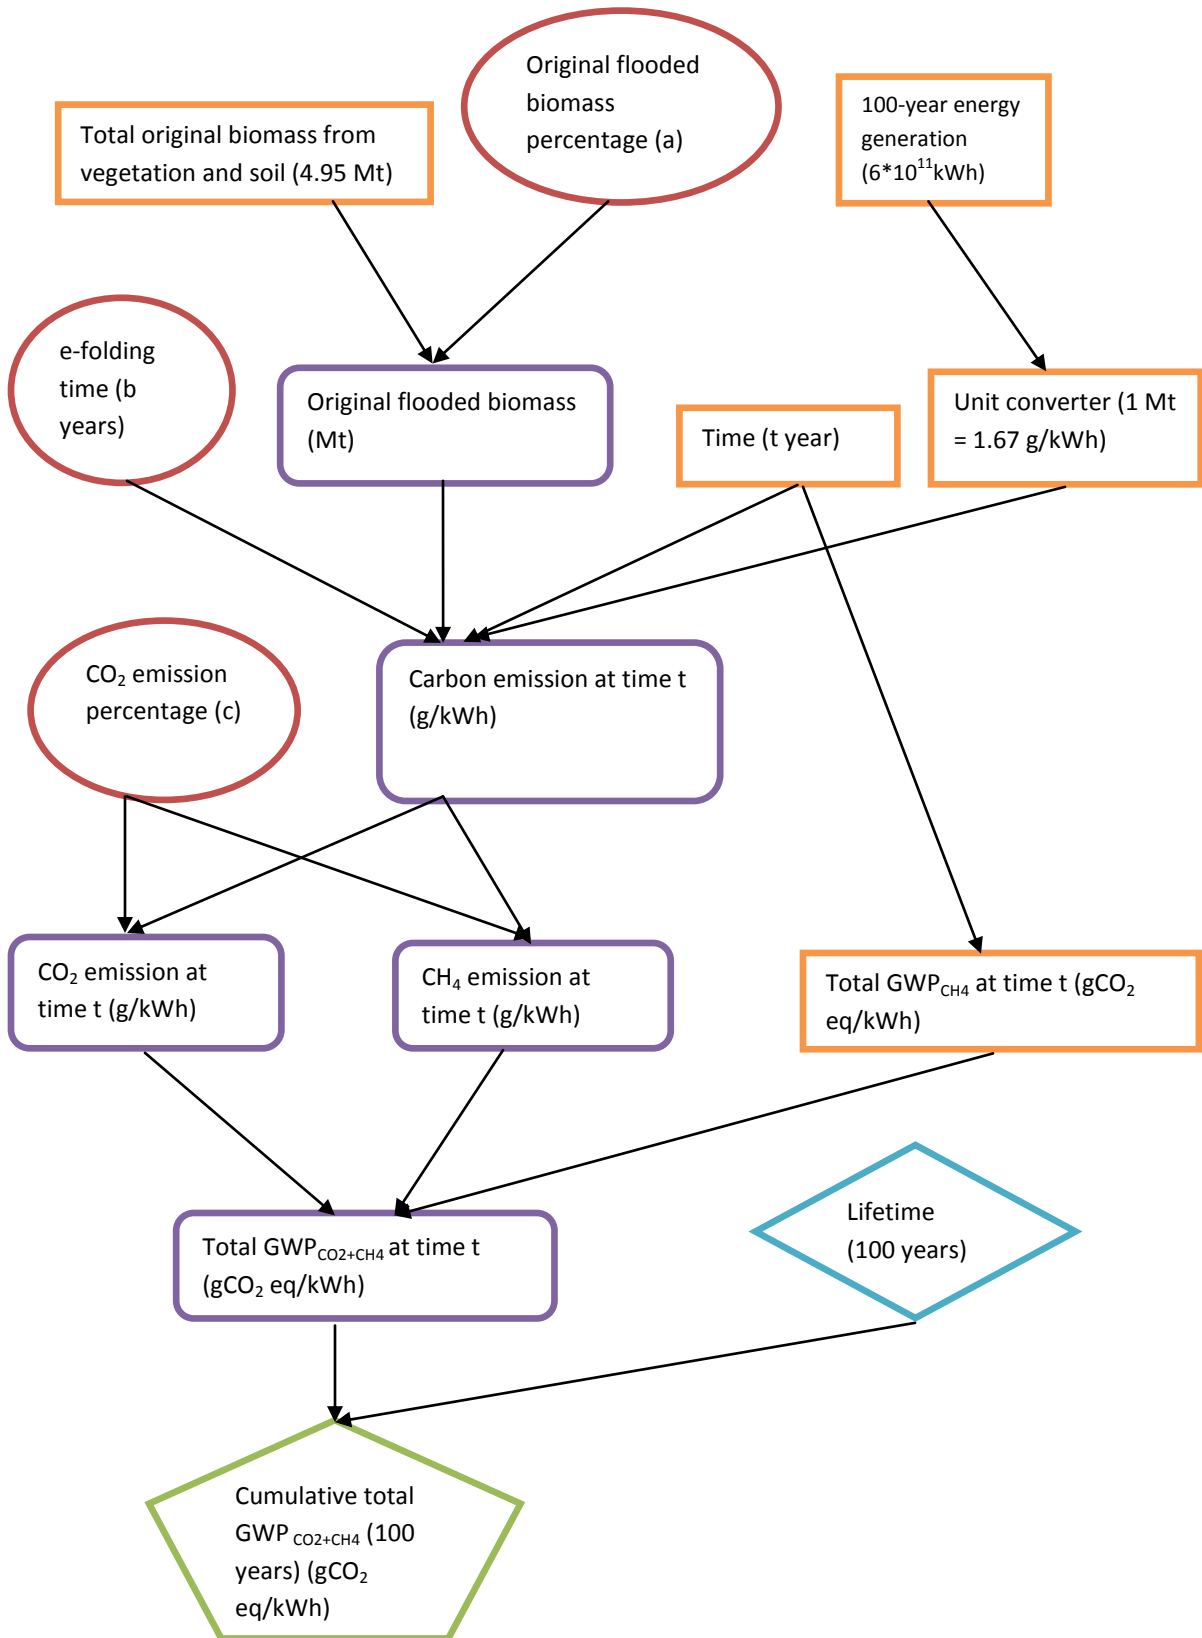 Original flooded
biomass
percentage (a)
Total original biomass from
vegetation and soil (4.95 Mt)
100-year energy
generation
(6*10¹¹kWh)
e-folding
time (b
years)
Original flooded biomass
(Mt)
Time (t year)
Unit converter (1 Mt
= 1.67 g/kWh)
CO₂ emission
percentage (c)
Carbon emission at time t
(g/kWh)
CO₂ emission at
time t (g/kWh)
CH₄ emission at
time t (g/kWh)
Total GWP_CH4 at time t (gCO₂
eq/kWh)
Total GWP_CO2+CH4 at time t
(gCO₂ eq/kWh)
Lifetime
(100 years)
Cumulative total
GWP _CO2+CH4 (100
years) (gCO₂
eq/kWh)